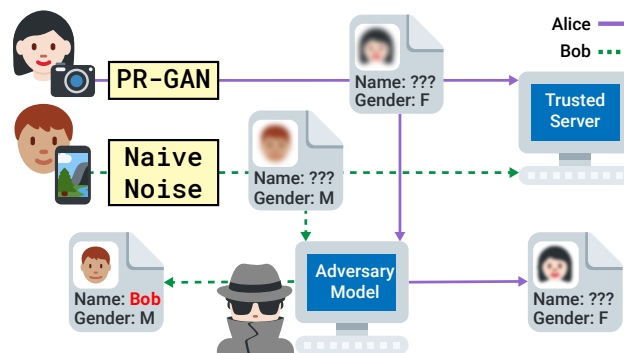 Alice
Bob
PR-GAN
Name: ???
Gender: F
Trusted
Server
Naive
Noise
Name: ???
Gender: M
Adversary
Model
Name: Bob
Gender: M
Name: ???
Gender: F